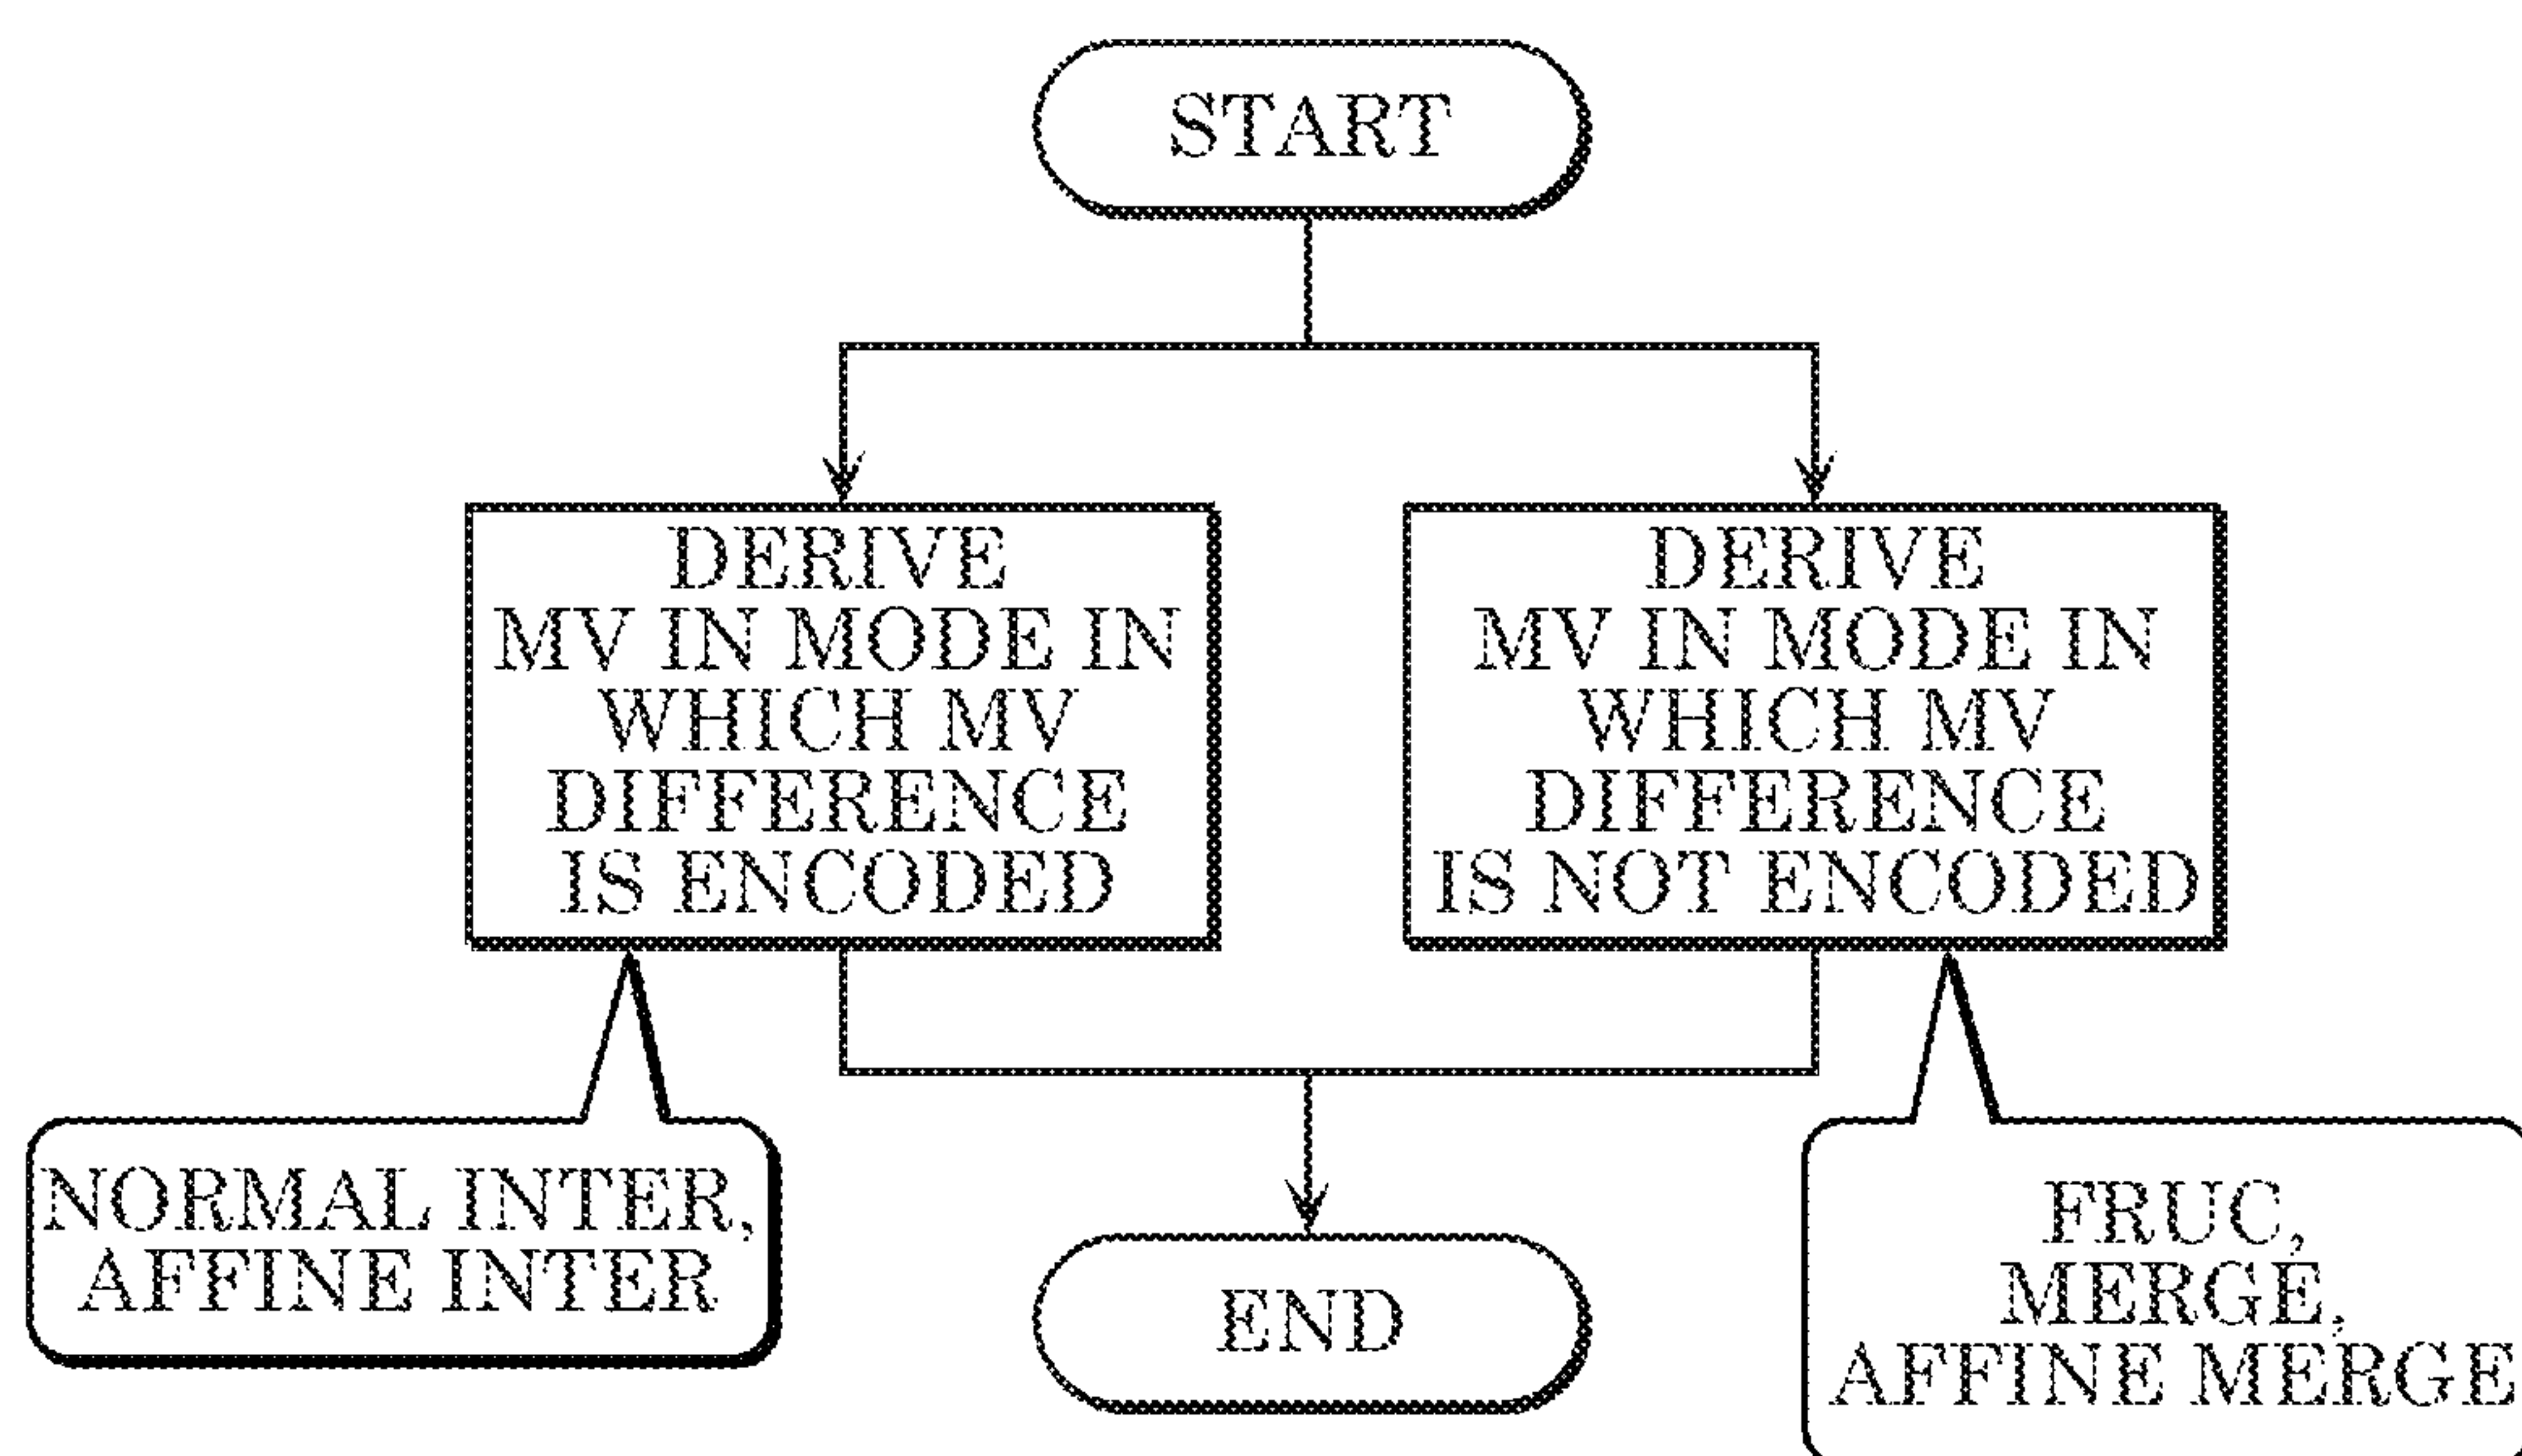 START
DERIVE
MV IN MODE IN
WHICH MV
DIFFERENCE
IS ENCODED
DERIVE
MV IN MODE IN
WHICH MV
DIFFERENCE
IS NOT ENCODED
NORMAL INTER,
AFFINE INTER
FRUC,
MERGE,
AFFINE MERGE
END